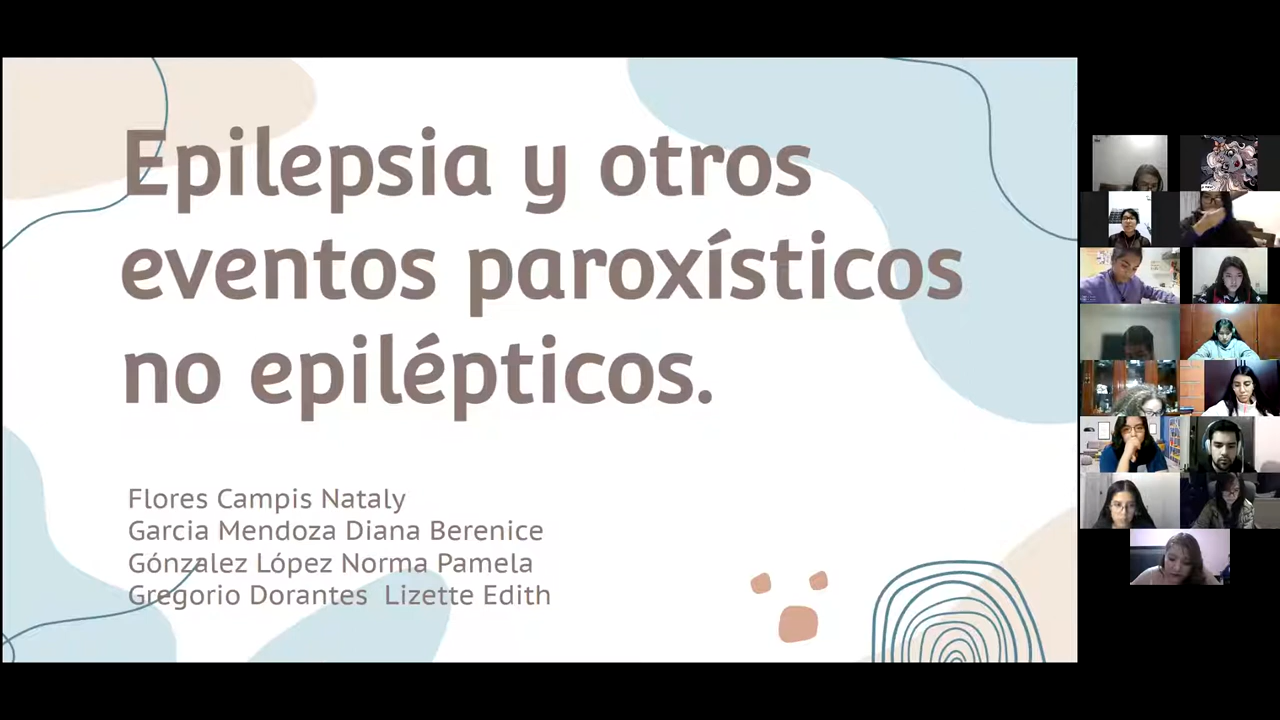 Epilepsia y otros
eventos paroxísticos
no epilépticos.
Flores Campis Nataly
Garcia Mendoza Diana Berenice
Gónzalez López Norma Pamela
Gregorio Dorantes Lizette Edith